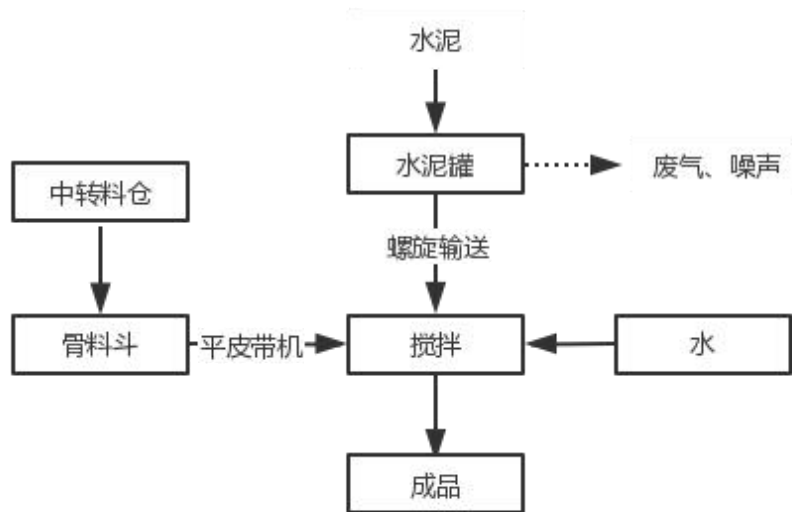 水泥
水泥罐
废气、噪声
中转料仓
螺旋输送
骨料斗
平皮带机
搅拌
水
成品